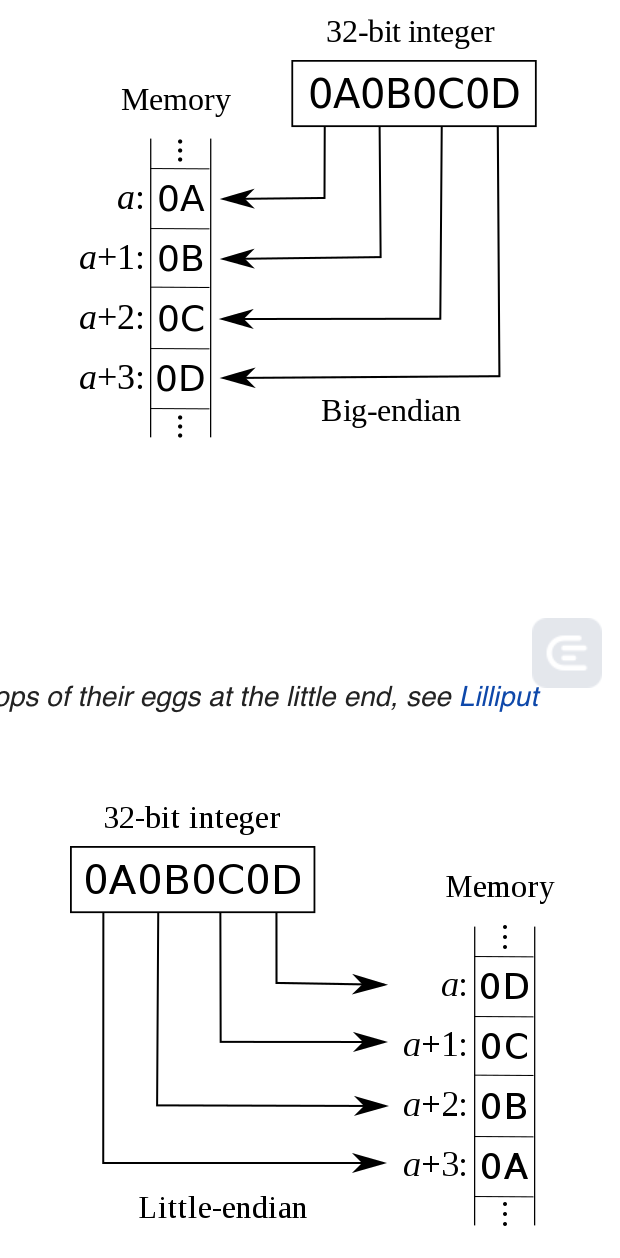 32-bit integer
0A0B0C0D
Memory
a: 0A
a+1: 0B
a+2: 0C
a+3: 0D
Big-endian
of their eggs at the little end, see Lilliput
32-bit integer
0A0B0C0D
Memory
a: 0D
a+1: 0C
a+2: 0B
a+3: 0A
Little-endian